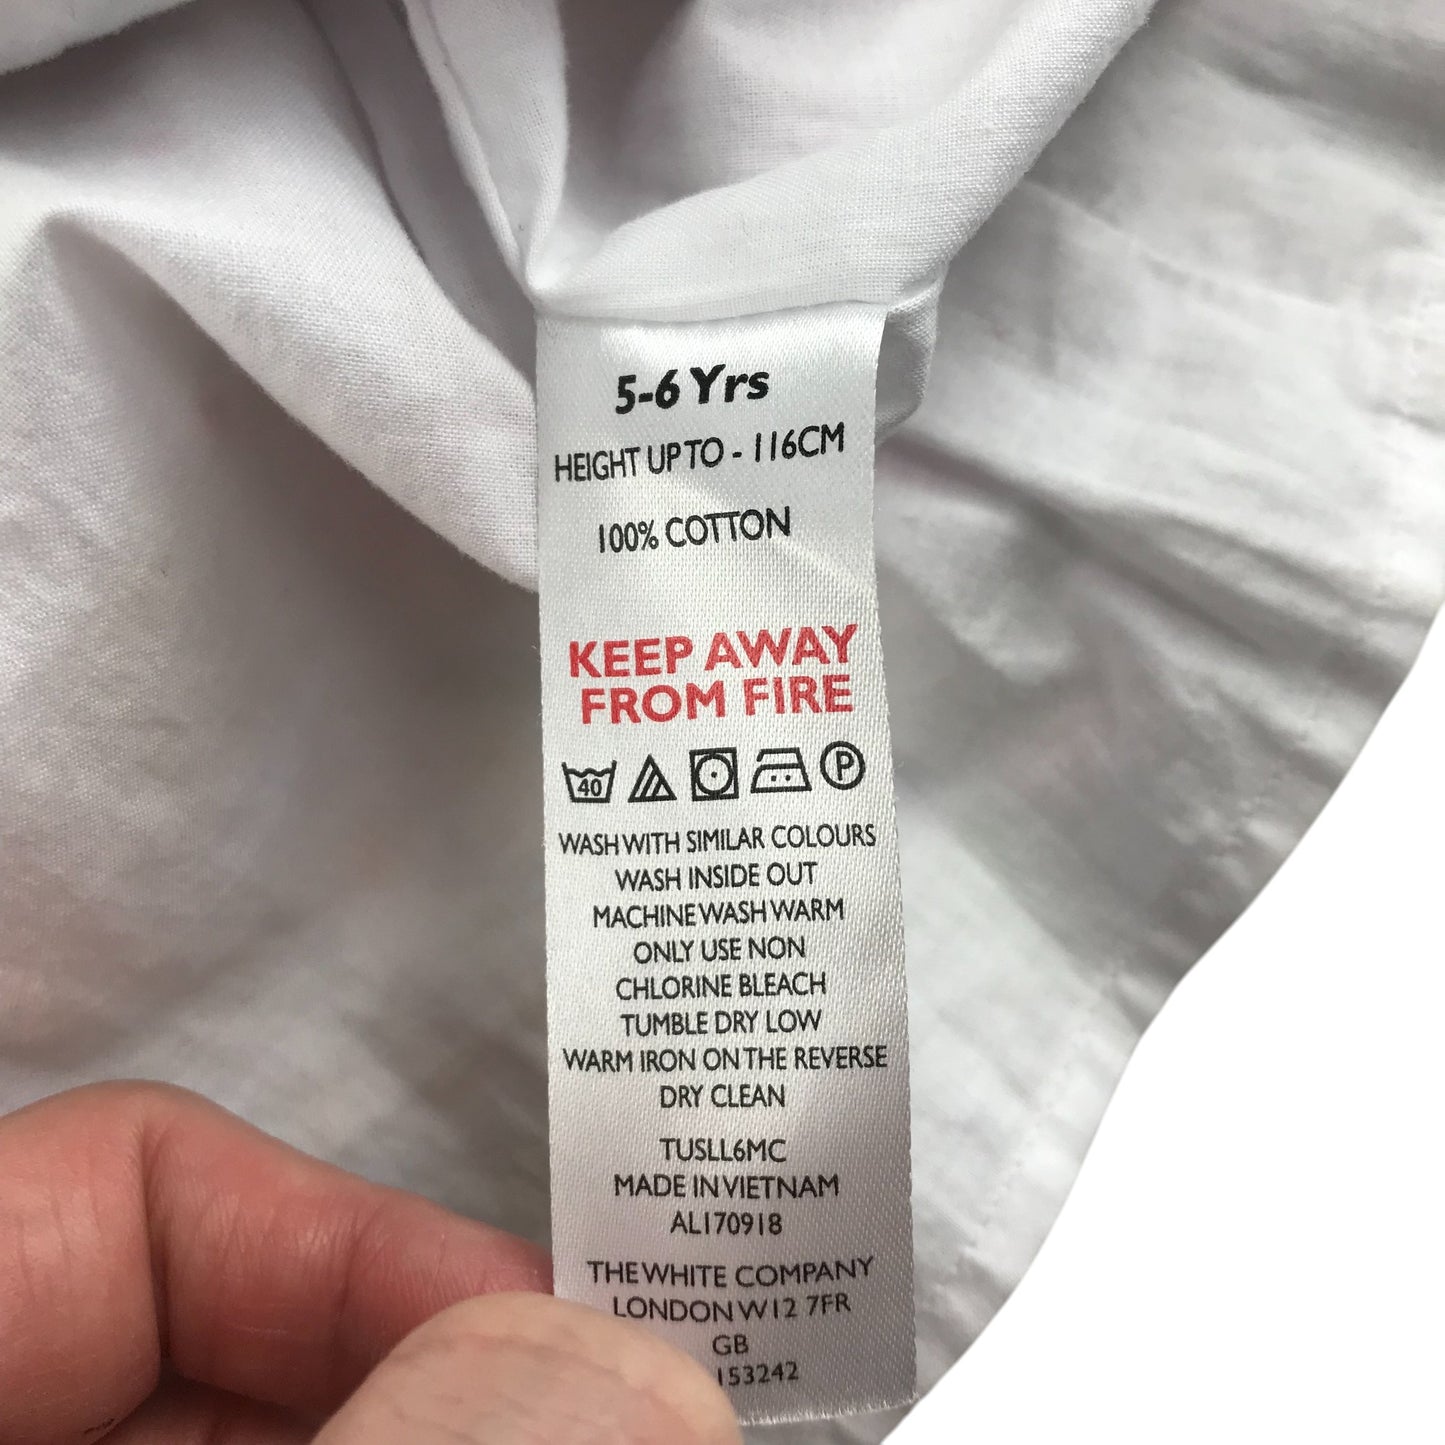 5-6 Yrs
HEIGHT UP TO - 116CM
100% COTTON
KEEP AWAY
FROM FIRE
40 P
WASH WITH SIMILAR COLOURS
WASH INSIDE OUT
MACHINE WASH WARM
ONLY USE NON
CHLORINE BLEACH
TUMBLE DRY LOW
WARM IRON ON THE REVERSE
DRY CLEAN
TUSLL6MC
MADE IN VIETNAM
AL170918
THE WHITE COMPANY
LONDON W12 7FR
GB
153242